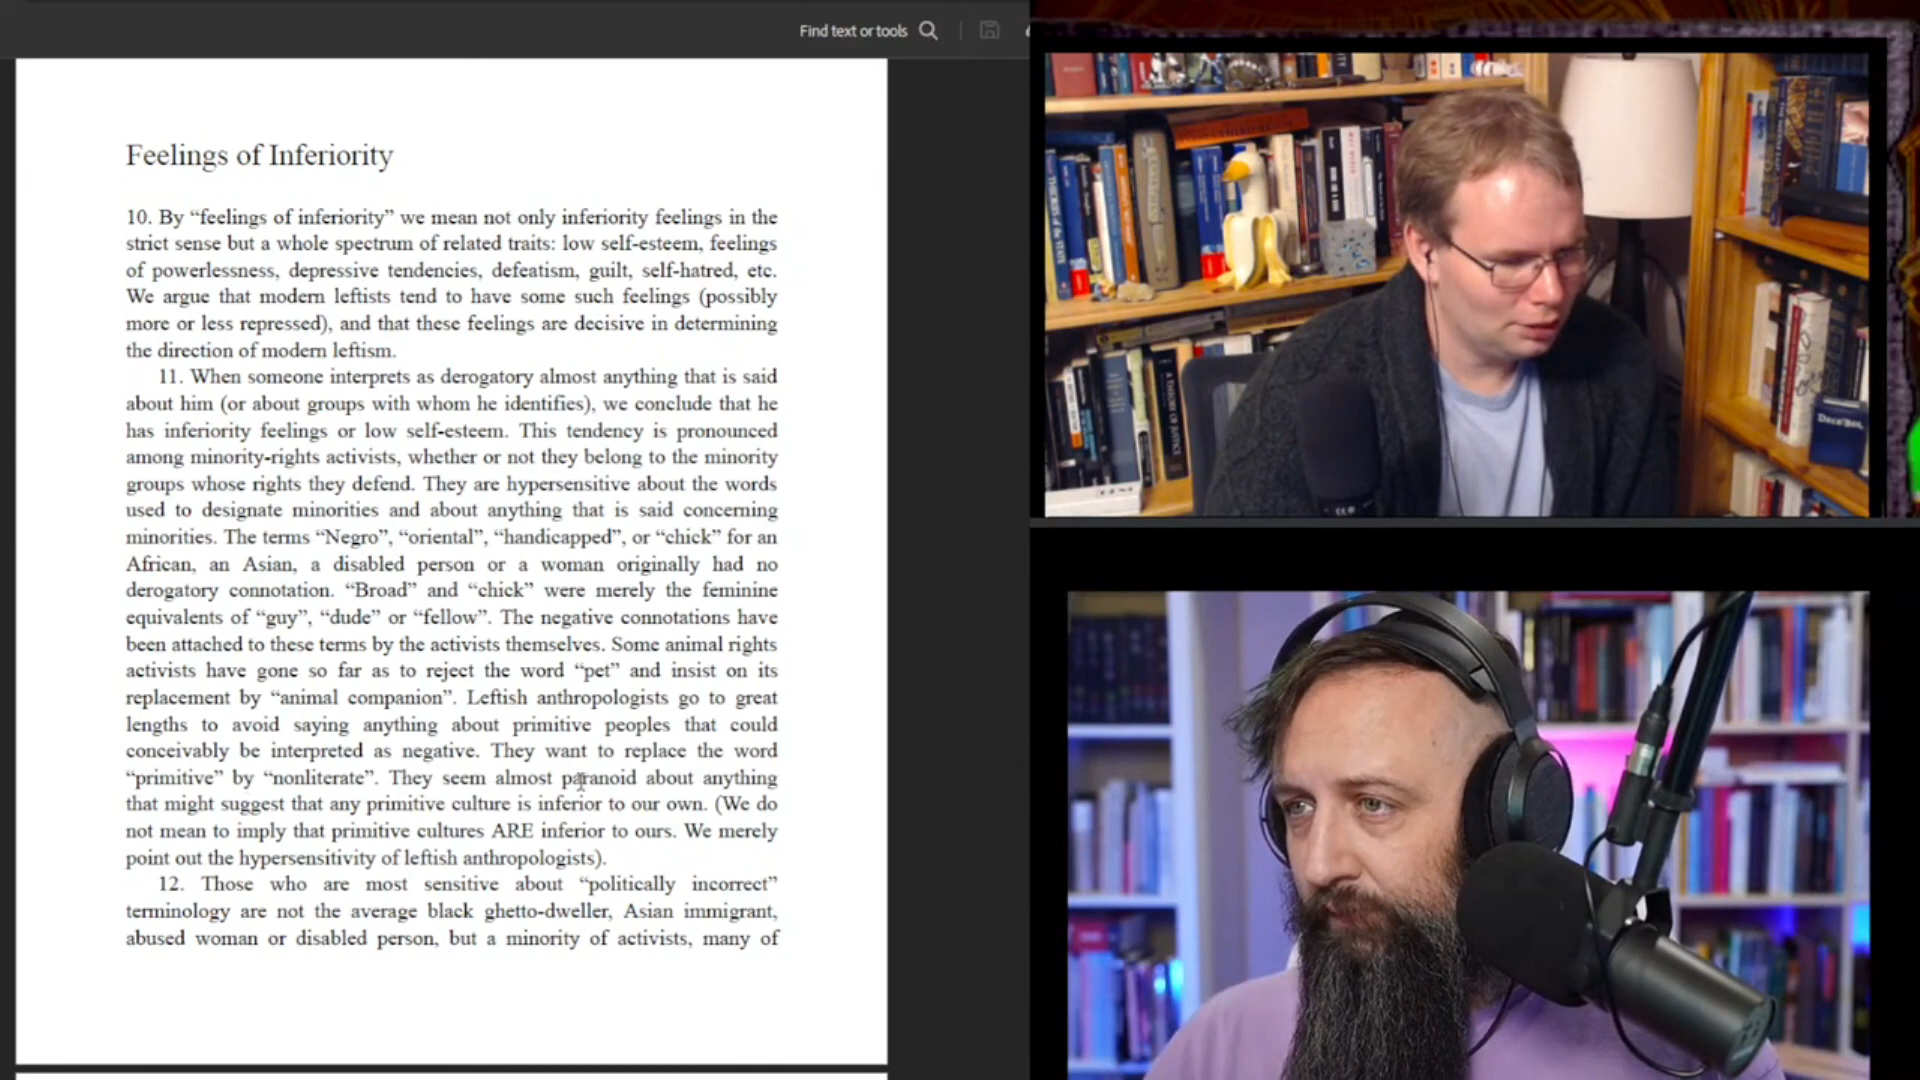 Find text or tools
Feelings of Inferiority
10. By “feelings of inferiority” we mean not only inferiority feelings in the
strict sense but a whole spectrum of related traits: low self-esteem, feelings
of powerlessness, depressive tendencies, defeatism, guilt, self-hatred, etc.
We argue that modern leftists tend to have some such feelings (possibly
more or less repressed), and that these feelings are decisive in determining
the direction of modern leftism.
11. When someone interprets as derogatory almost anything that is said
about him (or about groups with whom he identifies), we conclude that he
has inferiority feelings or low self-esteem. This tendency is pronounced
among minority-rights activists, whether or not they belong to the minority
groups whose rights they defend. They are hypersensitive about the words
used to designate minorities and about anything that is said concerning
minorities. The terms “Negro”, “oriental”, “handicapped”, or “chick” for an
African, an Asian, a disabled person or a woman originally had no
derogatory connotation. “Broad” and “chick” were merely the feminine
equivalents of “guy”, “dude” or “fellow”. The negative connotations have
been attached to these terms by the activists themselves. Some animal rights
activists have gone so far as to reject the word “pet” and insist on its
replacement by “animal companion”. Leftish anthropologists go to great
lengths to avoid saying anything about primitive peoples that could
conceivably be interpreted as negative. They want to replace the word
“primitive” by “nonliterate”. They seem almost paranoid about anything
that might suggest that any primitive culture is inferior to our own. (We do
not mean to imply that primitive cultures ARE inferior to ours. We merely
point out the hypersensitivity of leftish anthropologists).
12. Those who are most sensitive about “politically incorrect”
terminology are not the average black ghetto-dweller, Asian immigrant,
abused woman or disabled person, but a minority of activists, many of
A THEORY OF JUSTICE